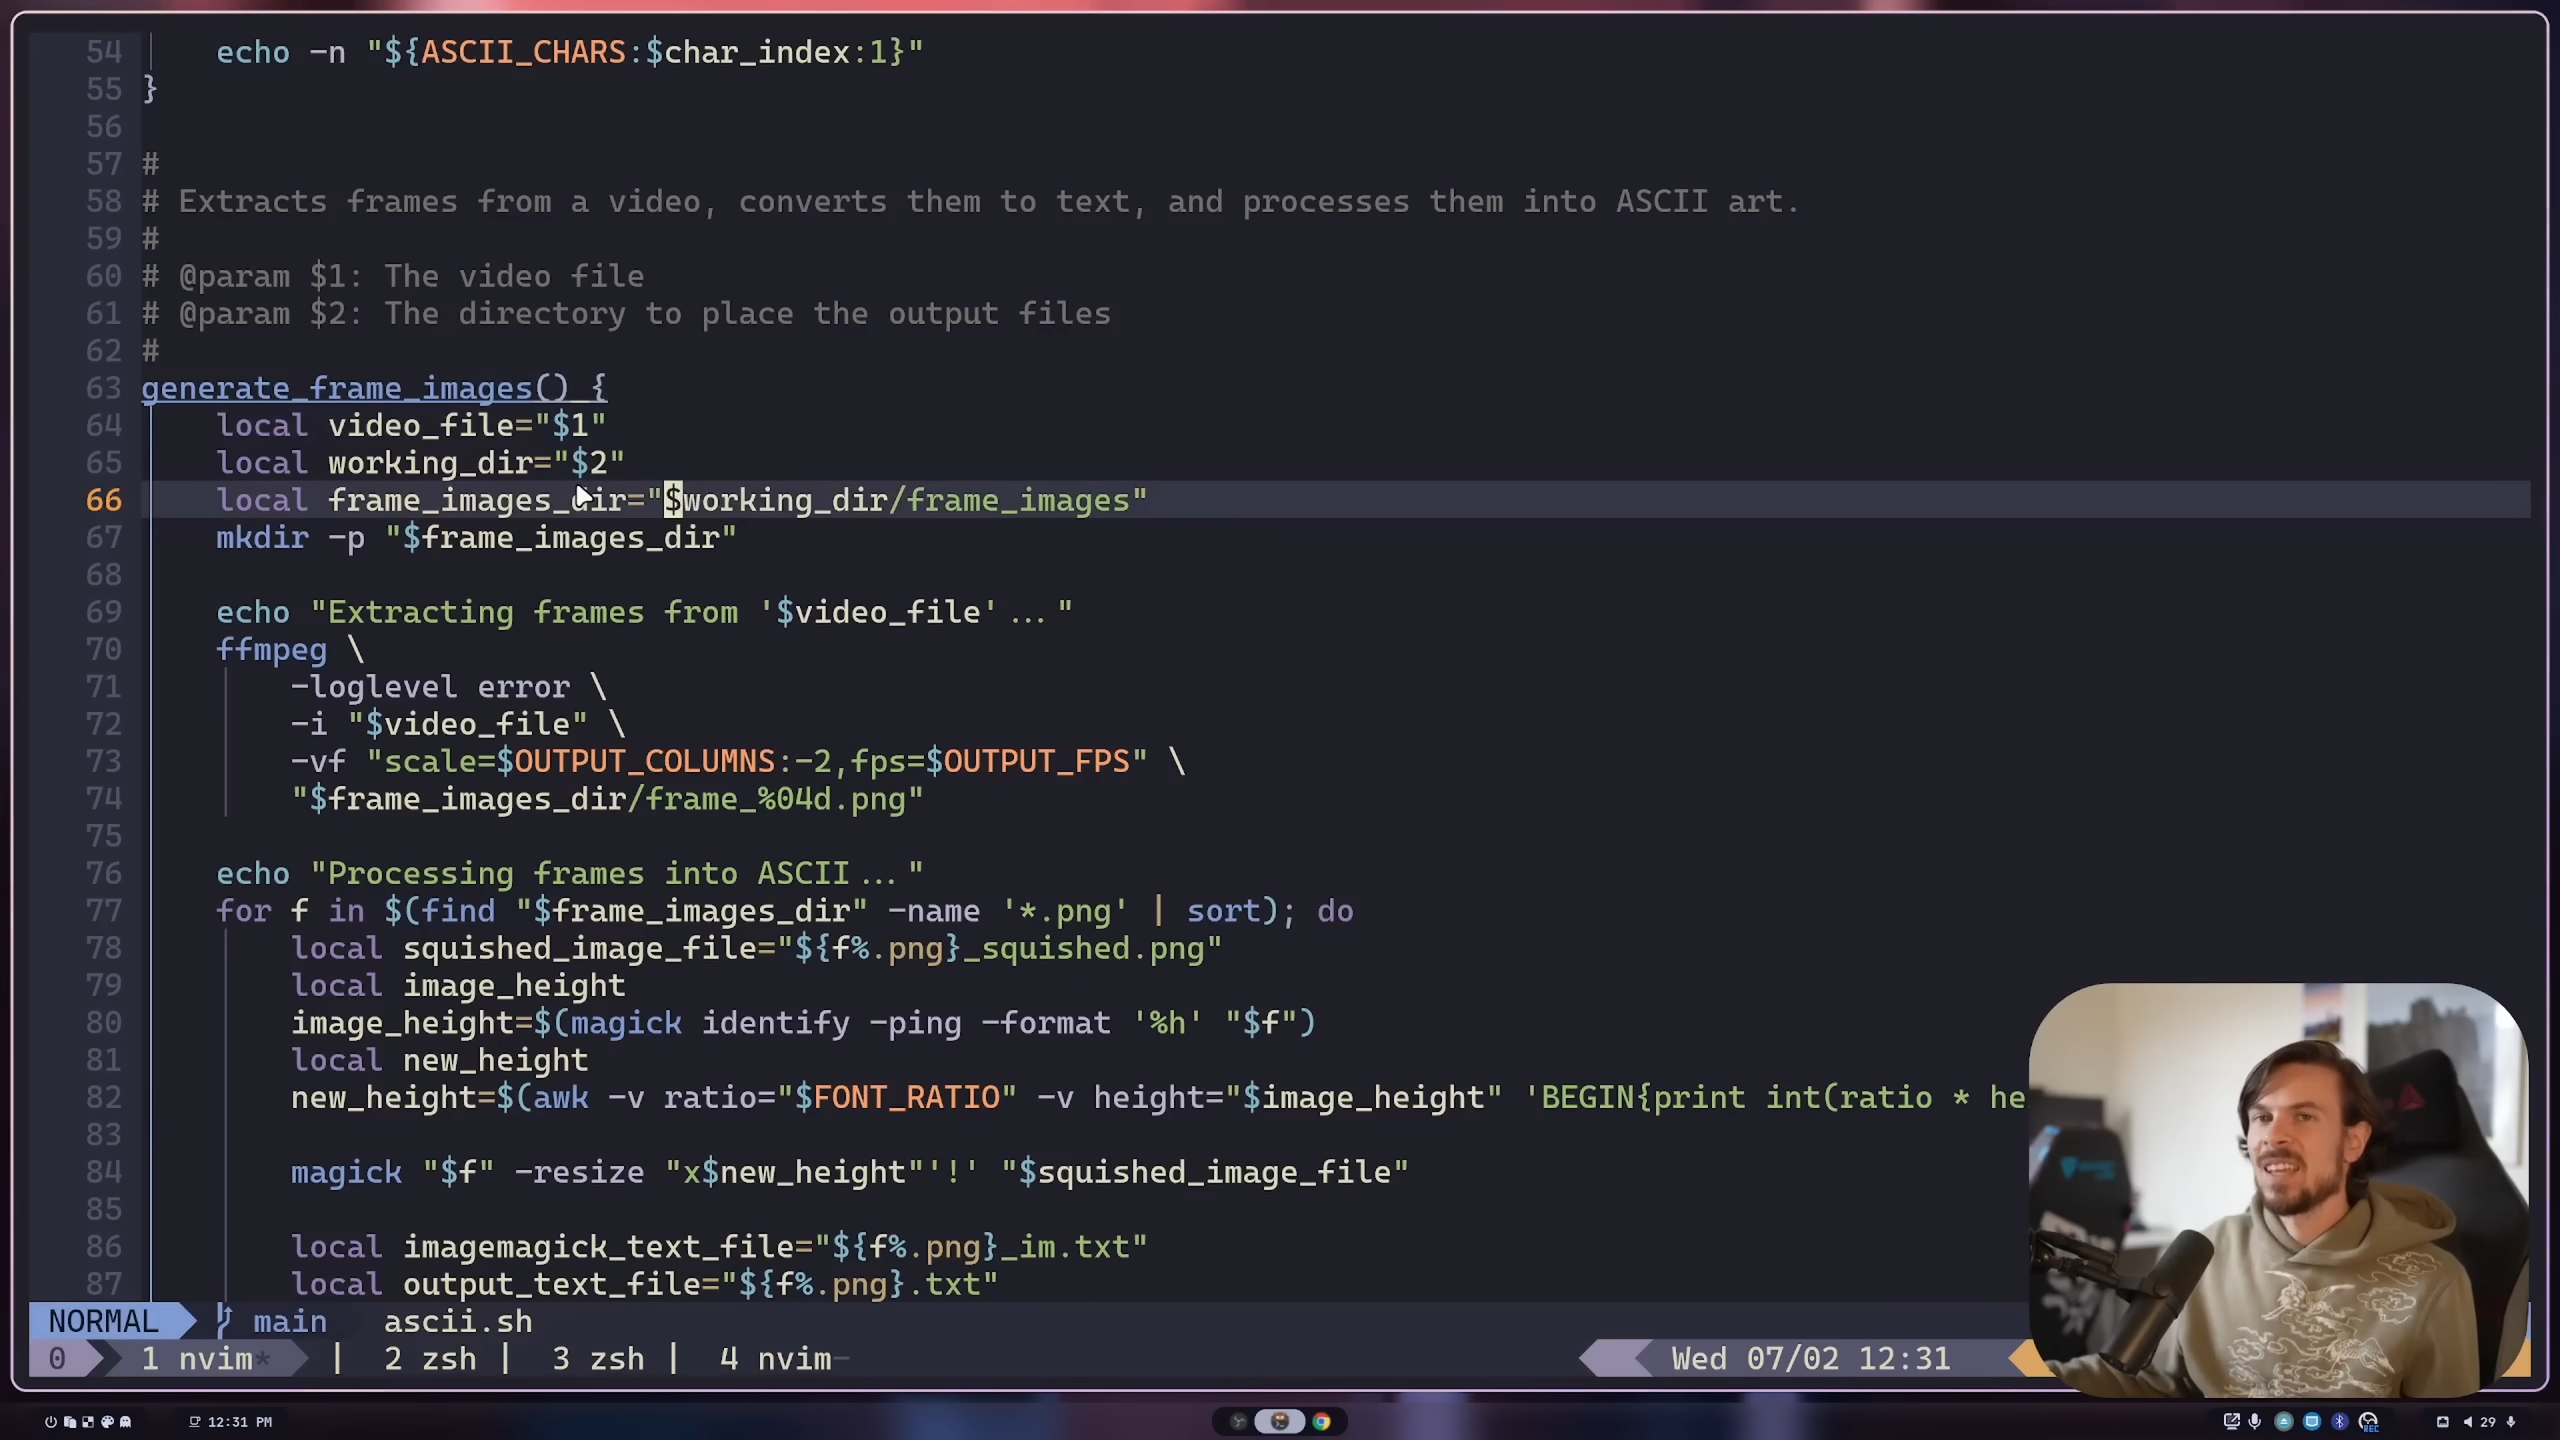 54 echo -n "${ASCII_CHARS:$char_index:1}"
55 }
56
57 #
58 # Extracts frames from a video, converts them to text, and processes them into ASCII art.
59 #
60 # @param $1: The video file
61 # @param $2: The directory to place the output files
62 #
63 generate_frame_images() {
64 local video_file="$1"
65 local working_dir="$2"
66 local frame_images_dir="$working_dir/frame_images"
67 mkdir -p "$frame_images_dir"
68
69 echo "Extracting frames from '$video_file'..."
70 ffmpeg \
71 -loglevel error \
72 -i "$video_file" \
73 -vf "scale=$OUTPUT_COLUMNS:-2,fps=$OUTPUT_FPS" \
74 "$frame_images_dir/frame_%04d.png"
75
76 echo "Processing frames into ASCII..."
77 for f in $(find "$frame_images_dir" -name '*.png' | sort); do
78 local squished_image_file="${f%.png}_squished.png"
79 local image_height
80 image_height=$(magick identify -ping -format '%h' "$f")
81 local new_height
82 new_height=$(awk -v ratio="$FONT_RATIO" -v height="$image_height" 'BEGIN{print int(ratio * he
83
84 magick "$f" -resize "x$new_height"'!' "$squished_image_file"
85
86 local imagemagick_text_file="${f%.png}_im.txt"
87 local output_text_file="${f%.png}.txt"
NORMAL main ascii.sh
0 1 nvim* | 2 zsh | 3 zsh | 4 nvim- Wed 07/02 12:31
12:31 PM REC 29